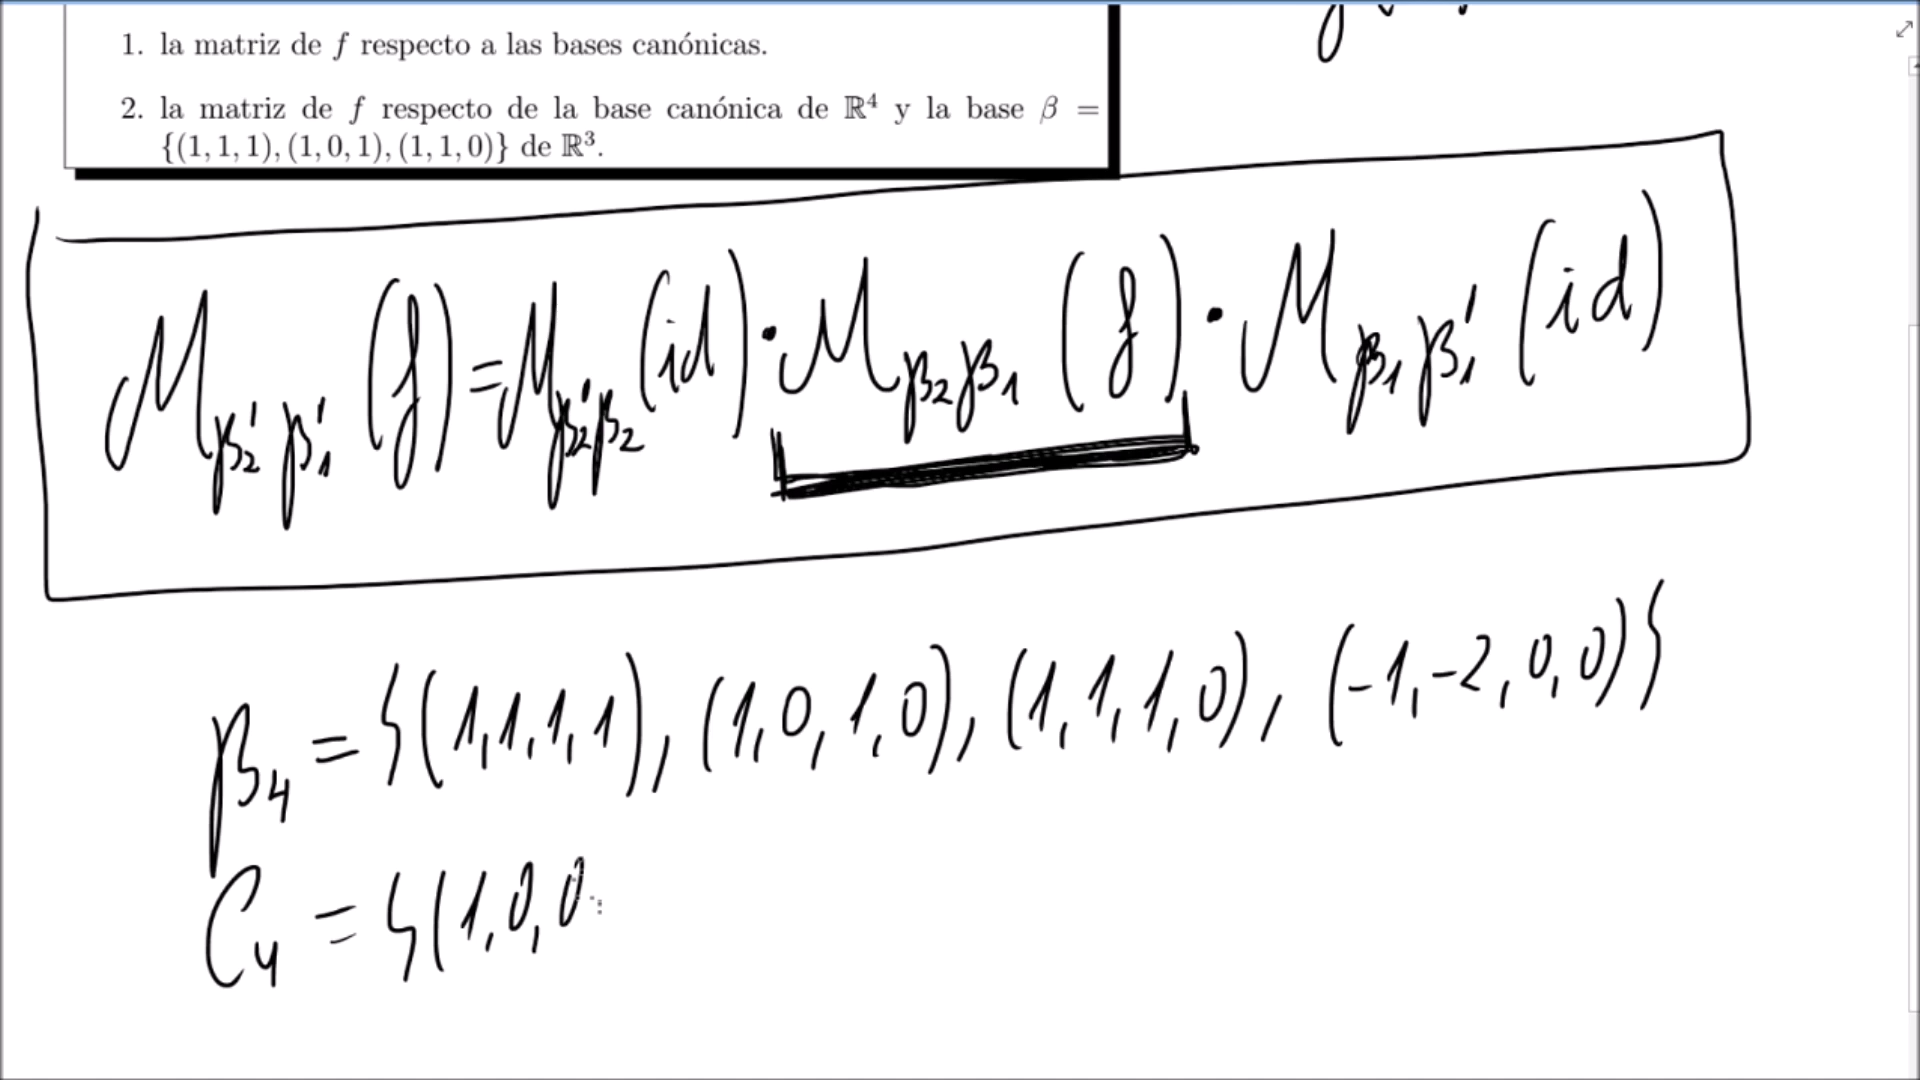 1. la matriz de f respecto a las bases canónicas.
2. la matriz de f respecto de la base canónica de ℝ⁴ y la base β =
{(1, 1, 1), (1, 0, 1), (1, 1, 0)} de ℝ³.
M_{β₂'β₁'}(f) = M_{β₂'β₂}(id) · M_{β₂β₁}(f) · M_{β₁β₁'}(id)
β₄ = {(1,1,1,1), (1,0,1,0), (1,1,1,0), (-1,-2,0,0)}
C₄ = {(1,0,0